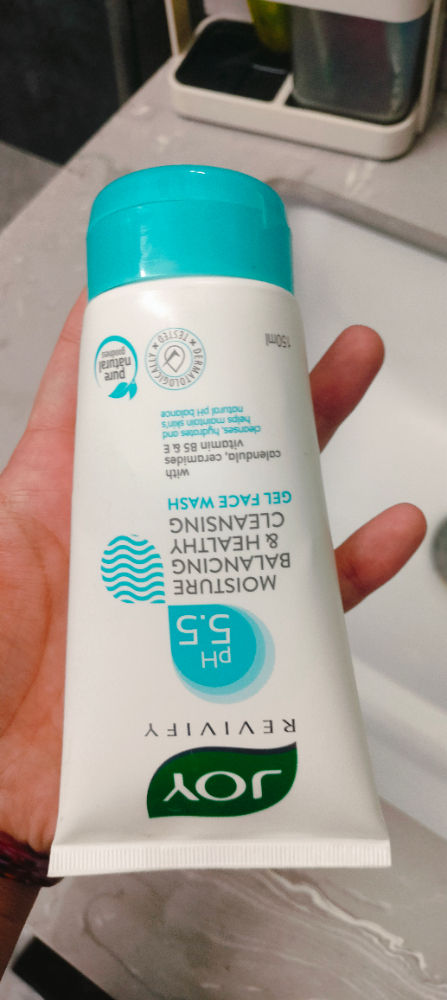 JOY
REVIVIFY
pH
5.5
MOISTURE
BALANCING
& HEALTHY
CLEANSING
GEL FACE WASH
with
calendula, ceramides
vitamin B5 & E
cleanses, hydrates and
helps maintain skin's
natural pH balance
DERMATOLOGICALLY ★ TESTED ★
pure
natural
goodness
150ml